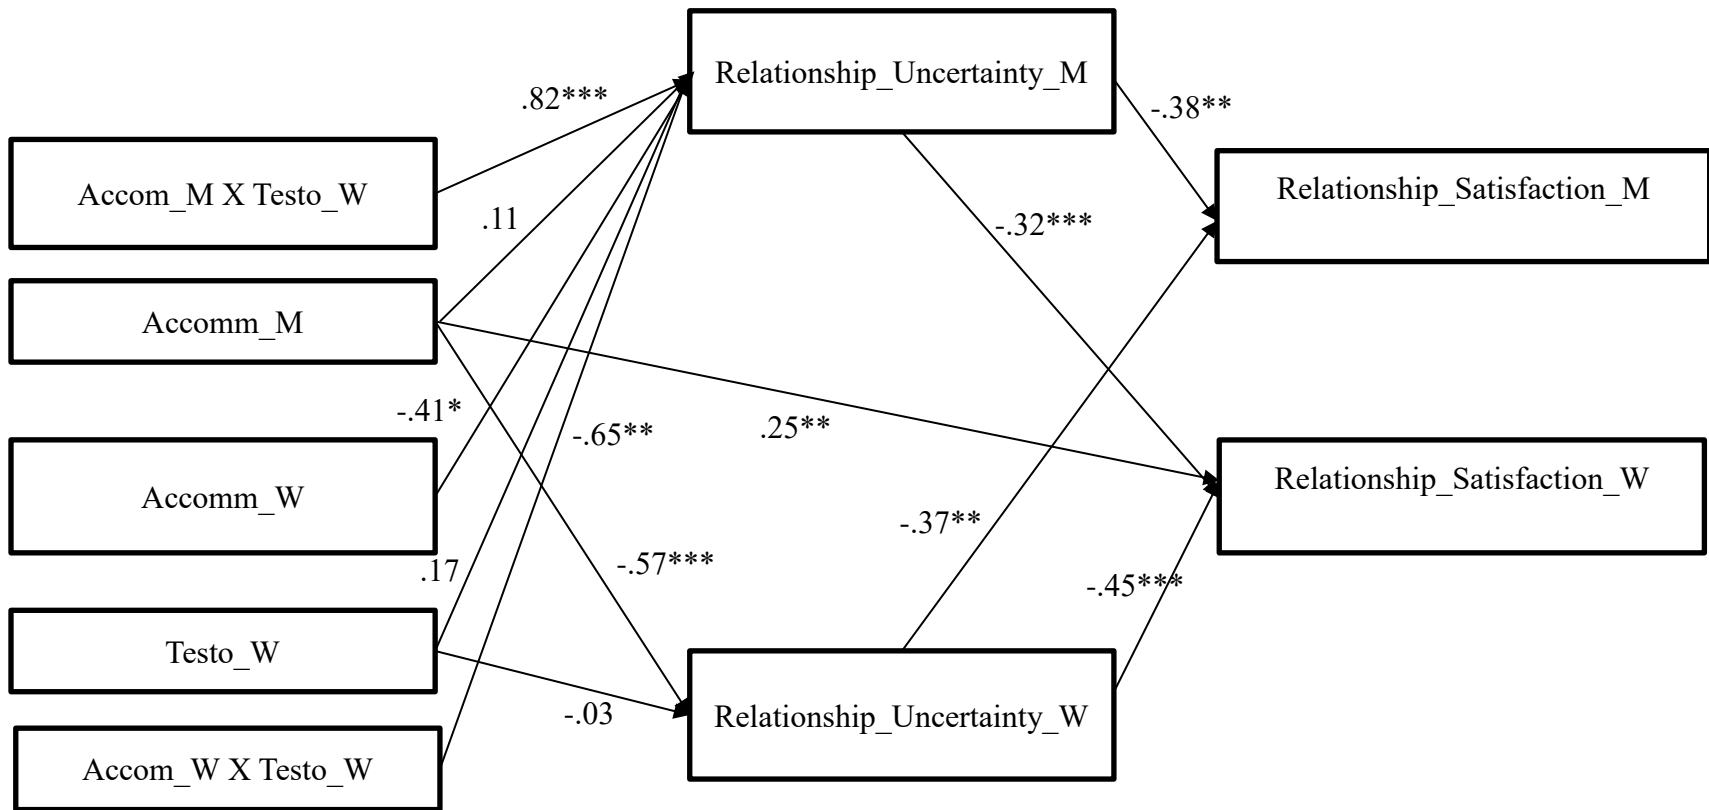 Relationship_Uncertainty_M
.82***
-.38**
Accom_M X Testo_W
Relationship_Satisfaction_M
.11
-.32***
Accomm_M
-.41*
-.65**
.25**
Accomm_W
Relationship_Satisfaction_W
-.37**
.17
-.57***
-.45***
Testo_W
-.03
Relationship_Uncertainty_W
Accom_W X Testo_W